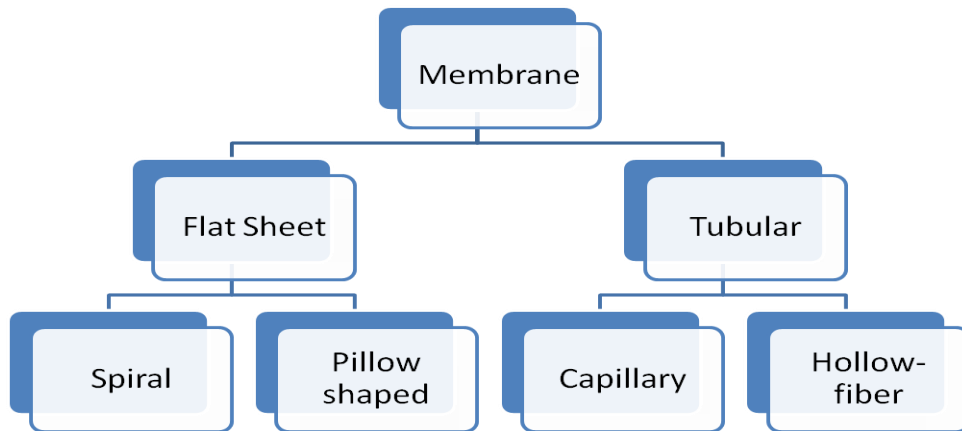 Membrane
Flat Sheet
Tubular
Spiral
Pillow
shaped
Capillary
Hollow-
fiber